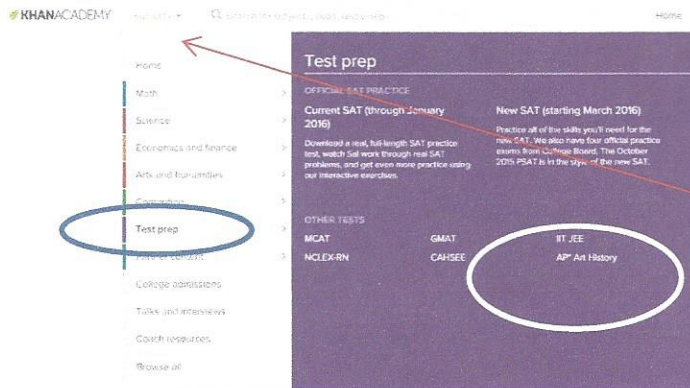 KHANACADEMY
Home
Home
Math
Science
Economics and finance
Arts and humanities
Computing
Test prep
Partner content
College admissions
Talks and interviews
Coach resources
Browse all
Test prep
OFFICIAL SAT PRACTICE
Current SAT (through January
2016)
Download a real, full-length SAT practice
test, watch Sal work through real SAT
problems, and get even more practice using
our interactive exercises.
New SAT (starting March 2016)
Practice all of the skills you'll need for the
new SAT. We also have four official practice
exams from College Board. The October
2015 PSAT is in the style of the new SAT.
OTHER TESTS
MCAT
GMAT
IIT JEE
NCLEX-RN
CAHSEE
AP* Art History